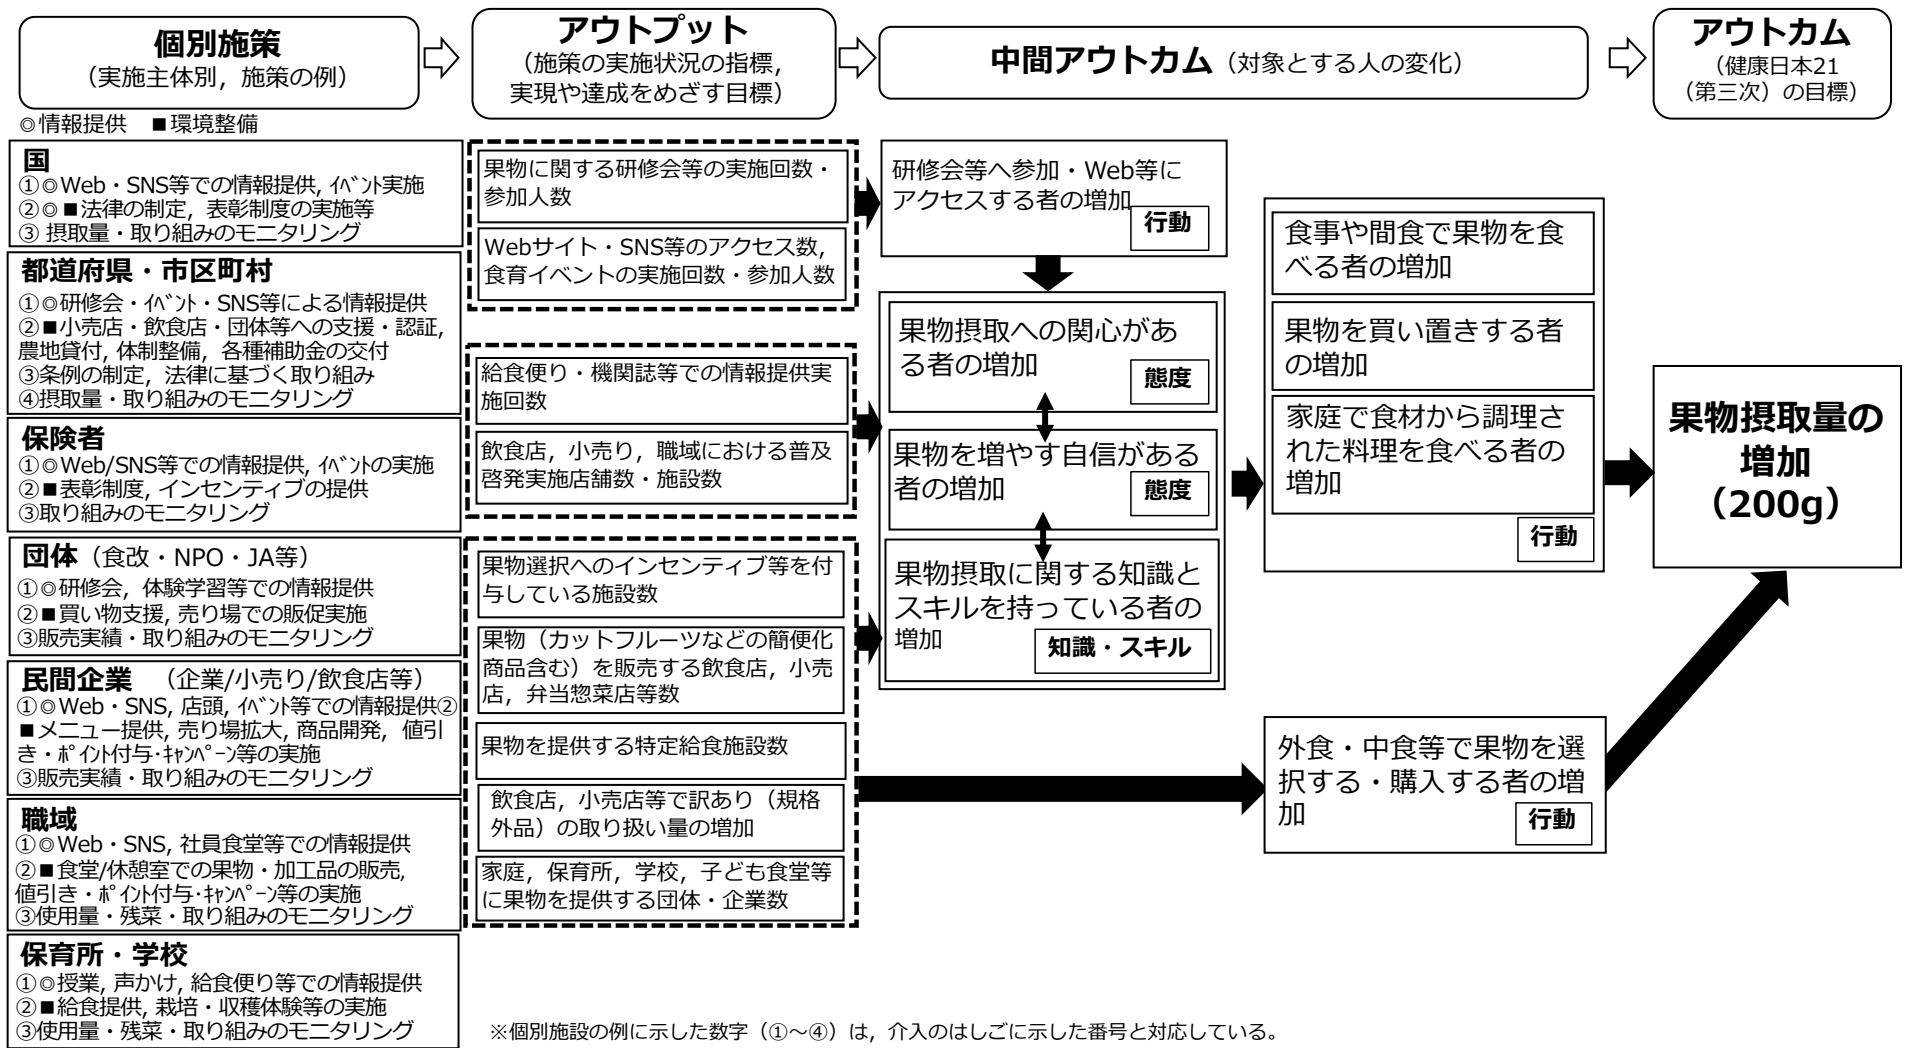 個別施策
（実施主体別，施策の例）
アウトプット
（施策の実施状況の指標，
実現や達成をめざす目標）
中間アウトカム（対象とする人の変化）
アウトカム
（健康日本21
（第三次）の目標）
◎情報提供　■環境整備
国
①◎Web・SNS等での情報提供, ｲﾍﾞﾝﾄ実施
②◎■法律の制定，表彰制度の実施等
③ 摂取量・取り組みのモニタリング
都道府県・市区町村
①◎研修会・ｲﾍﾞﾝﾄ・SNS等による情報提供
②■小売店・飲食店・団体等への支援・認証,
農地貸付, 体制整備，各種補助金の交付
③条例の制定，法律に基づく取り組み
④摂取量・取り組みのモニタリング
保険者
①◎Web/SNS等での情報提供, ｲﾍﾞﾝﾄの実施
②■表彰制度, インセンティブの提供
③取り組みのモニタリング
団体（食改・NPO・JA等）
①◎研修会，体験学習等での情報提供
②■買い物支援, 売り場での販促実施
③販売実績・取り組みのモニタリング
民間企業　（企業/小売り/飲食店等）
①◎Web・SNS, 店頭, ｲﾍﾞﾝﾄ等での情報提供②
■メニュー提供, 売り場拡大, 商品開発，値引
き・ﾎﾟｲﾝﾄ付与･ｷｬﾝﾍﾟｰﾝ等の実施
③販売実績・取り組みのモニタリング
職域
①◎Web・SNS, 社員食堂等での情報提供
②■食堂/休憩室での果物・加工品の販売,
値引き・ﾎﾟｲﾝﾄ付与･ｷｬﾝﾍﾟｰﾝ等の実施
③使用量・残菜・取り組みのモニタリング
保育所・学校
①◎授業, 声かけ, 給食便り等での情報提供
②■給食提供, 栽培・収穫体験等の実施
③使用量・残菜・取り組みのモニタリング
果物に関する研修会等の実施回数・
参加人数
Webサイト・SNS等のアクセス数，
食育イベントの実施回数・参加人数
給食便り・機関誌等での情報提供実
施回数
飲食店，小売り，職域における普及
啓発実施店舗数・施設数
果物選択へのインセンティブ等を付
与している施設数
果物（カットフルーツなどの簡便化
商品含む）を販売する飲食店，小売
店，弁当惣菜店等数
果物を提供する特定給食施設数
飲食店，小売店等で訳あり（規格
外品）の取り扱い量の増加
家庭，保育所，学校，子ども食堂等
に果物を提供する団体・企業数
研修会等へ参加・Web等に
アクセスする者の増加
行動
果物摂取への関心があ
る者の増加
態度
果物を増やす自信がある
者の増加
態度
果物摂取に関する知識と
スキルを持っている者の
増加
知識・スキル
食事や間食で果物を食
べる者の増加
果物を買い置きする者
の増加
家庭で食材から調理さ
れた料理を食べる者の
増加
行動
外食・中食等で果物を選
択する・購入する者の増
加
行動
果物摂取量の
増加
（200g）
※個別施設の例に示した数字（①～④）は，介入のはしごに示した番号と対応している。